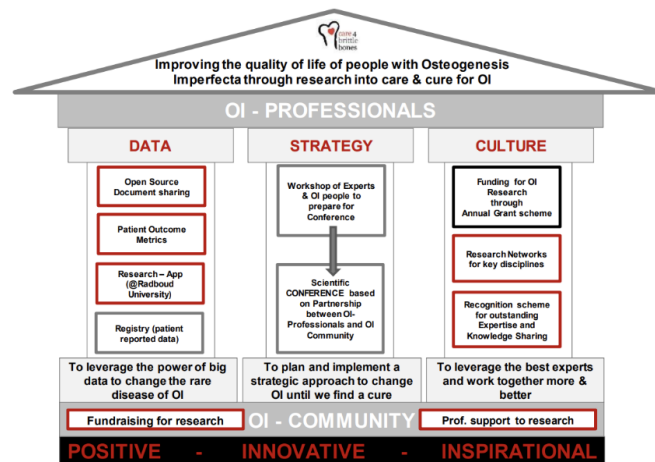 care4
brittle
bones
Improving the quality of life of people with Osteogenesis
Imperfecta through research into care & cure for OI
OI - PROFESSIONALS
DATA
Open Source
Document sharing
Patient Outcome
Metrics
Research – App
(@Radboud
University)
Registry (patient
reported data)
To leverage the power of big
data to change the rare
disease of OI
STRATEGY
Workshop of Experts
& OI people to
prepare for
Conference
Scientific
CONFERENCE based
on Partnership
between OI-
Professionals and OI
Community
To plan and implement a
strategic approach to change
OI until we find a cure
CULTURE
Funding for OI
Research
through
Annual Grant scheme
Research Networks
for key disciplines
Recognition scheme
for outstanding
Expertise and
Knowledge Sharing
To leverage the best experts
and work together more &
better
Fundraising for research
OI - COMMUNITY
Prof. support to research
POSITIVE - INNOVATIVE - INSPIRATIONAL